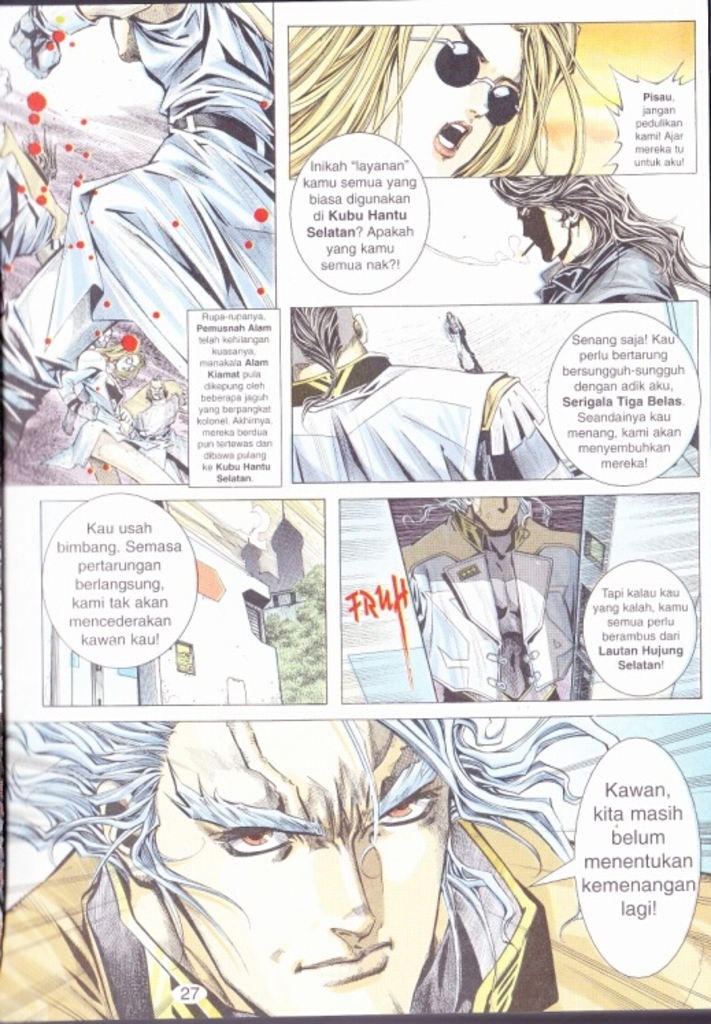 Pisau,
jangan
pedulikan
kami! Ajar
mereka tu
untuk aku!
Inikah "layanan"
kamu semua yang
biasa digunakan
di Kubu Hantu
Selatan? Apakah
yang kamu
semua nak?!
Rupa-rupanya,
Pemusnah Alam
telah kehilangan
kuasanya,
manakala Alam
Kiamat pula
dikepung oleh
beberapa jaguh
yang berpangkat
kolonel. Akhirnya,
mereka berdua
pun tertewas dan
dibawa pulang
ke Kubu Hantu
Selatan.
Senang saja! Kau
perlu bertarung
bersungguh-sungguh
dengan adik aku,
Serigala Tiga Belas.
Seandainya kau
menang, kami akan
menyembuhkan
mereka!
Kau usah
bimbang. Semasa
pertarungan
berlangsung,
kami tak akan
mencederakan
kawan kau!
FRUH
Tapi kalau kau
yang kalah, kamu
semua perlu
berambus dari
Lautan Hujung
Selatan!
Kawan,
kita masih
belum
menentukan
kemenangan
lagi!
27